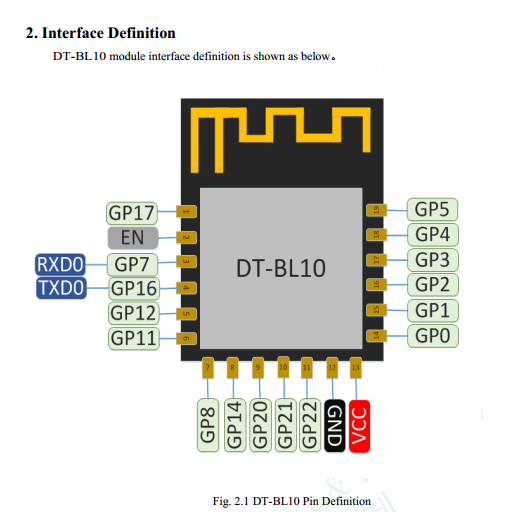 2. Interface Definition
DT-BL10 module interface definition is shown as below。
GP17 1
EN 2
RXD0 GP7 3
TXD0 GP16 4
GP12 5
GP11 6
DT-BL10
19 GP5
18 GP4
17 GP3
16 GP2
15 GP1
14 GP0
7 8 9 10 11 12 13
GP8 GP14 GP20 GP21 GP22 GND VCC
Fig. 2.1 DT-BL10 Pin Definition